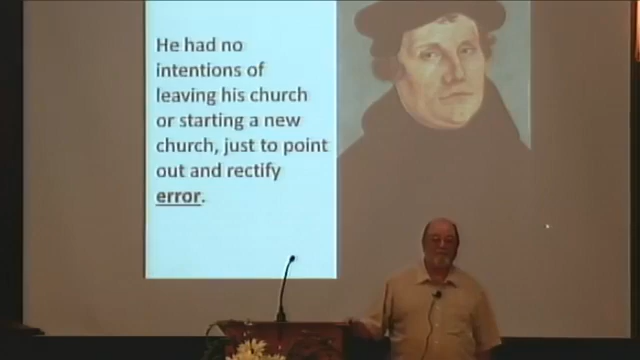 He had no
intentions of
leaving his church
or starting a new
church, just to point
out and rectify
error.